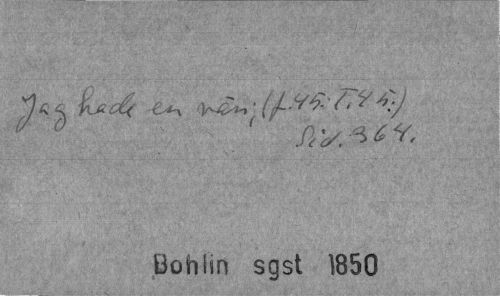 Jag hade en vän; (f.45: T.45:)
Sid. 364.
Bohlin sgst 1850